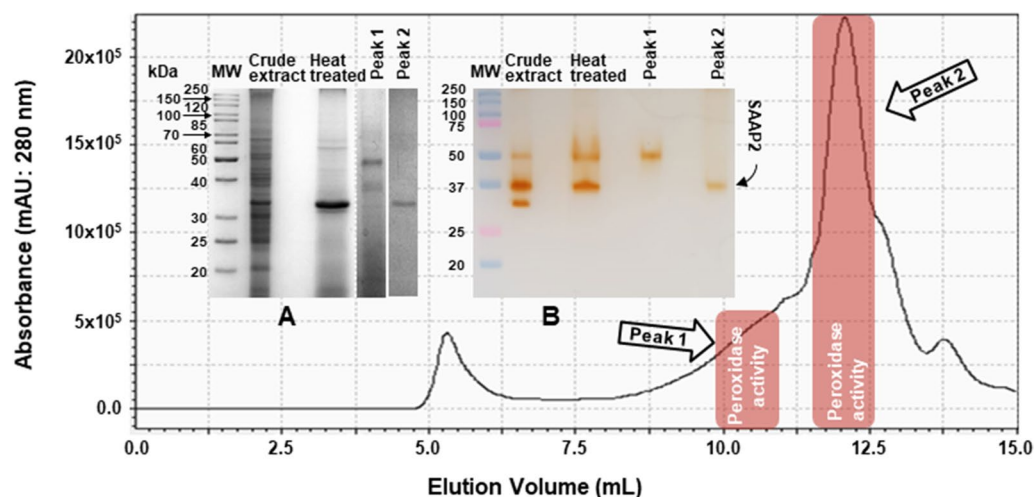 Absorbance (mAU: 280 nm)
20x10⁵
15x10⁵
10x10⁵
5x10⁵
0.0
0.0
2.5
5.0
7.5
10.0
12.5
15.0
Elution Volume (mL)
kDa
MW
Crude
extract
Heat
treated
Peak 1
Peak 2
250
150
120
100
85
70
60
50
40
30
25
20
A
MW
Crude
extract
Heat
treated
Peak 1
Peak 2
250
150
100
75
50
37
25
20
SAAP2
B
Peak 1
Peroxidase
activity
Peroxidase
activity
Peak 2